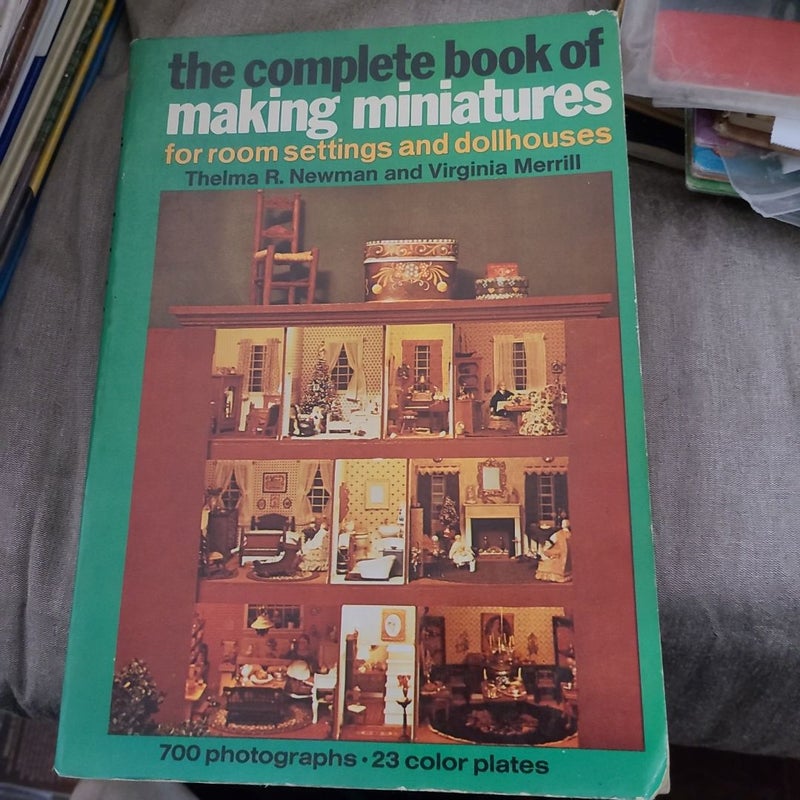 the complete book of
making miniatures
for room settings and dollhouses
Thelma R. Newman and Virginia Merrill
700 photographs • 23 color plates